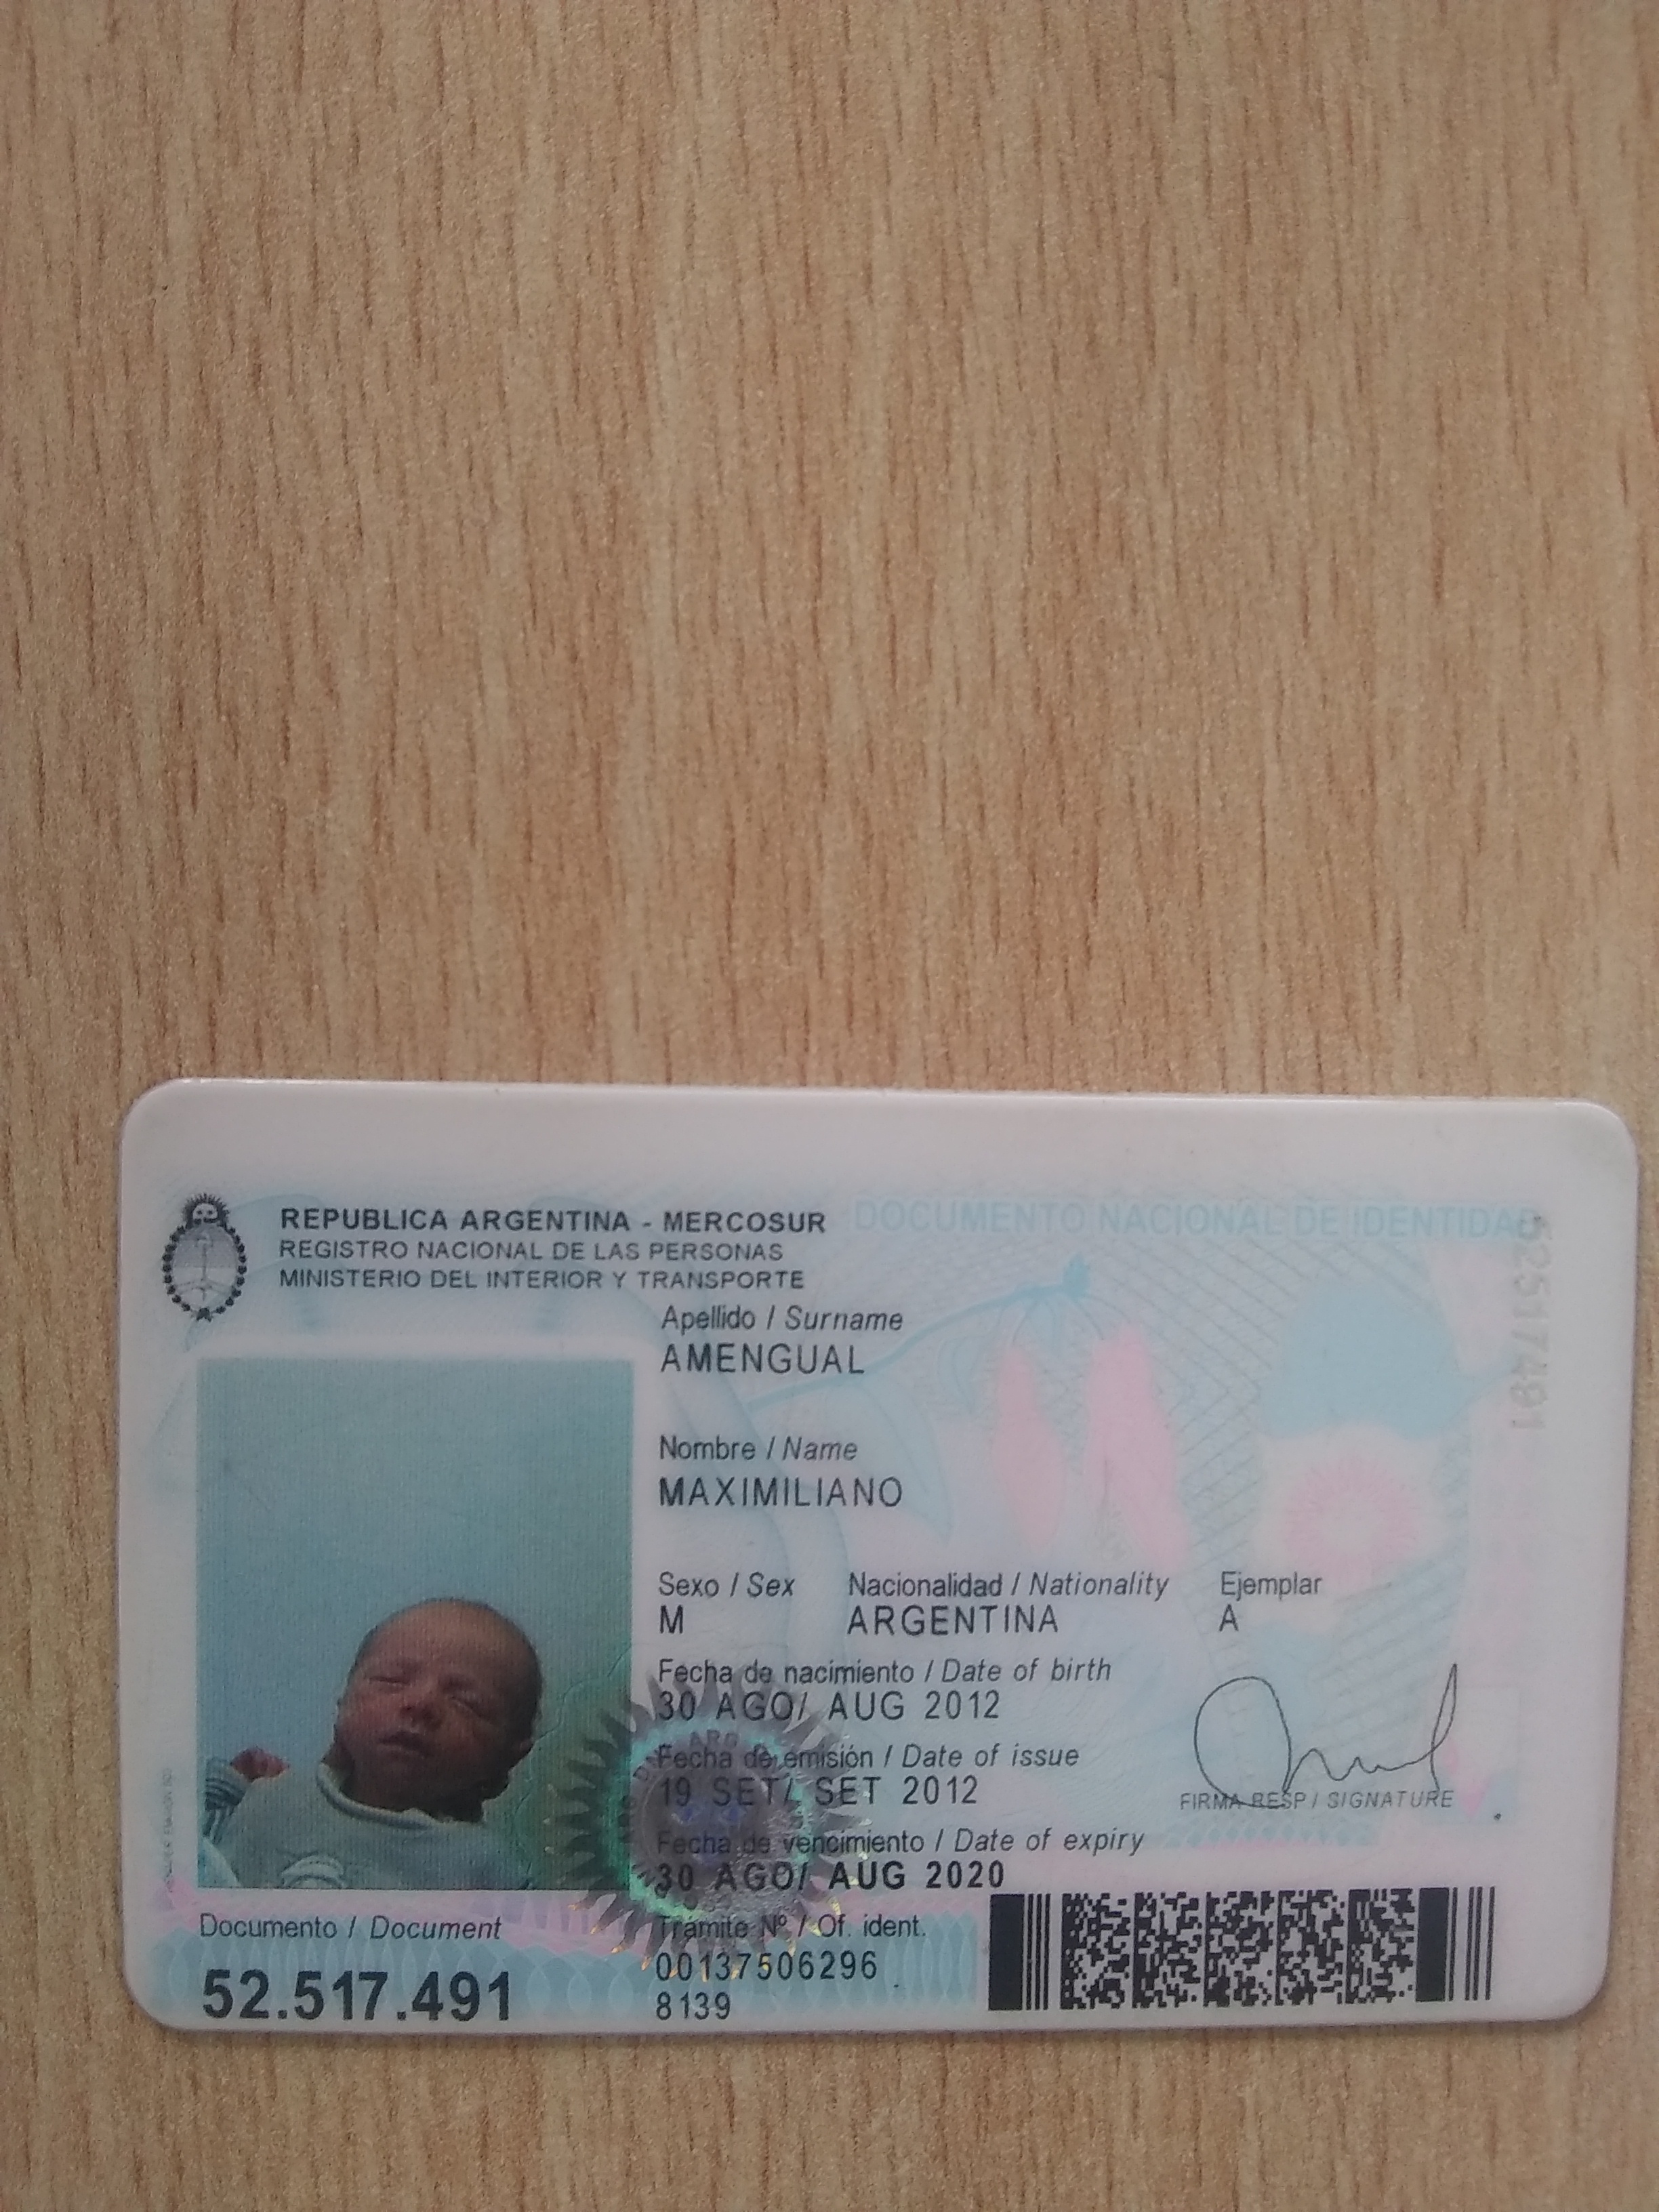 REPUBLICA ARGENTINA - MERCOSUR
DOCUMENTO NACIONAL DE IDENTIDAD
REGISTRO NACIONAL DE LAS PERSONAS
MINISTERIO DEL INTERIOR Y TRANSPORTE
52517491
Apellido / Surname
AMENGUAL
Nombre / Name
MAXIMILIANO
Sexo / Sex Nacionalidad / Nationality Ejemplar
M ARGENTINA A
Fecha de nacimiento / Date of birth
30 AGO/ AUG 2012
Fecha de emisión / Date of issue
19 SET/ SET 2012
FIRMA RESP / SIGNATURE
Fecha de vencimiento / Date of expiry
30 AGO/ AUG 2020
Documento / Document
52.517.491
Trámite Nº / Of. ident.
00137506296
8139